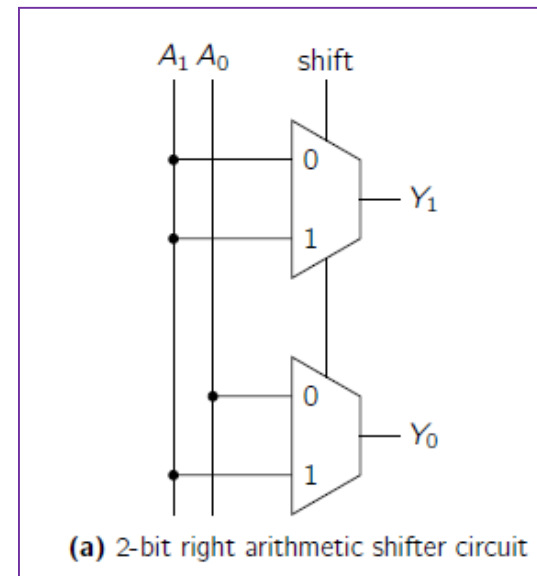 A₁ A₀ shift
0
Y₁
1
0
Y₀
1
(a) 2-bit right arithmetic shifter circuit